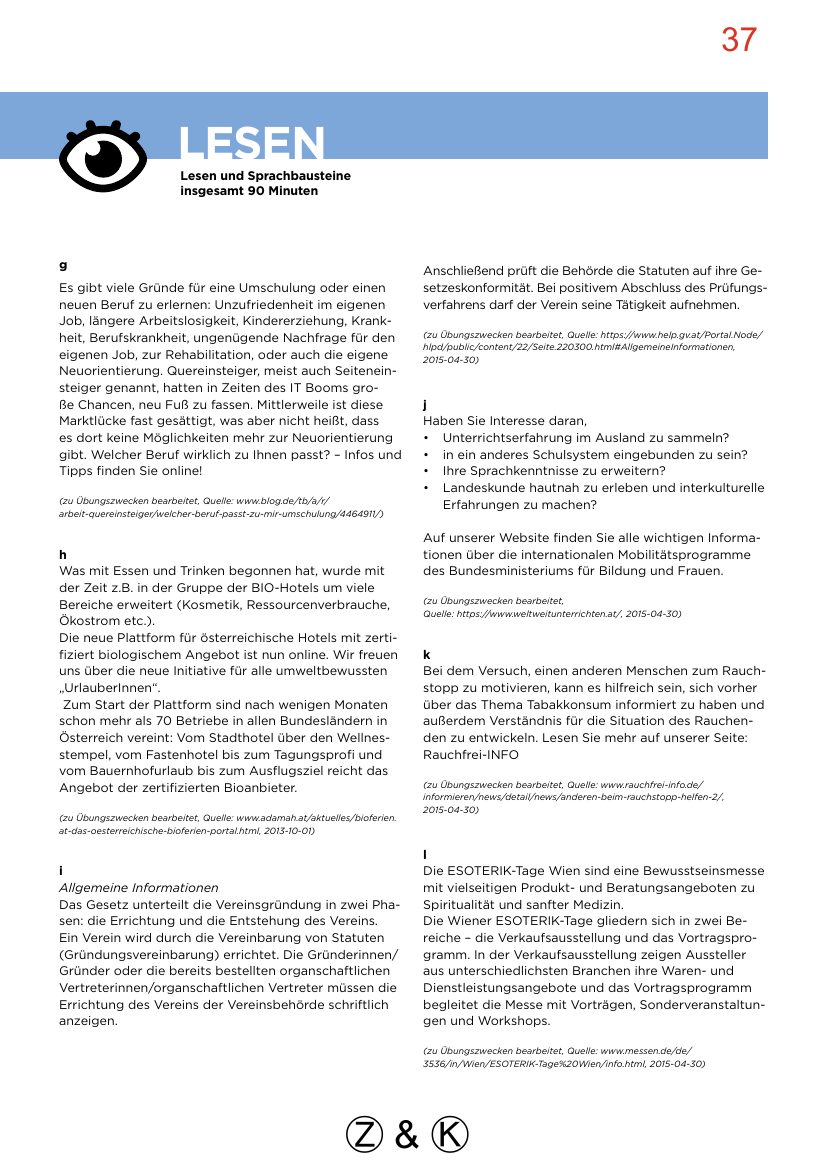 37
LESEN
Lesen und Sprachbausteine
insgesamt 90 Minuten
g
Es gibt viele Gründe für eine Umschulung oder einen
neuen Beruf zu erlernen: Unzufriedenheit im eigenen
Job, längere Arbeitslosigkeit, Kindererziehung, Krank-
heit, Berufskrankheit, ungenügende Nachfrage für den
eigenen Job, zur Rehabilitation, oder auch die eigene
Neuorientierung. Quereinsteiger, meist auch Seitenein-
steiger genannt, hatten in Zeiten des IT Booms gro-
ße Chancen, neu Fuß zu fassen. Mittlerweile ist diese
Marktlücke fast gesättigt, was aber nicht heißt, dass
es dort keine Möglichkeiten mehr zur Neuorientierung
gibt. Welcher Beruf wirklich zu Ihnen passt? – Infos und
Tipps finden Sie online!
(zu Übungszwecken bearbeitet, Quelle: www.blog.de/tb/a/r/
arbeit-quereinsteiger/welcher-beruf-passt-zu-mir-umschulung/4464911/)
h
Was mit Essen und Trinken begonnen hat, wurde mit
der Zeit z.B. in der Gruppe der BIO-Hotels um viele
Bereiche erweitert (Kosmetik, Ressourcenverbrauche,
Ökostrom etc.).
Die neue Plattform für österreichische Hotels mit zerti-
fiziert biologischem Angebot ist nun online. Wir freuen
uns über die neue Initiative für alle umweltbewussten
„UrlauberInnen“.
Zum Start der Plattform sind nach wenigen Monaten
schon mehr als 70 Betriebe in allen Bundesländern in
Österreich vereint: Vom Stadthotel über den Wellnes-
stempel, vom Fastenhotel bis zum Tagungsprofi und
vom Bauernhofurlaub bis zum Ausflugsziel reicht das
Angebot der zertifizierten Bioanbieter.
(zu Übungszwecken bearbeitet, Quelle: www.adamah.at/aktuelles/bioferien.
at-das-oesterreichische-bioferien-portal.html, 2013-10-01)
i
Allgemeine Informationen
Das Gesetz unterteilt die Vereinsgründung in zwei Pha-
sen: die Errichtung und die Entstehung des Vereins.
Ein Verein wird durch die Vereinbarung von Statuten
(Gründungsvereinbarung) errichtet. Die Gründerinnen/
Gründer oder die bereits bestellten organschaftlichen
Vertreterinnen/organschaftlichen Vertreter müssen die
Errichtung des Vereins der Vereinsbehörde schriftlich
anzeigen.
Anschließend prüft die Behörde die Statuten auf ihre Ge-
setzeskonformität. Bei positivem Abschluss des Prüfungs-
verfahrens darf der Verein seine Tätigkeit aufnehmen.
(zu Übungszwecken bearbeitet, Quelle: https://www.help.gv.at/Portal.Node/
hlpd/public/content/22/Seite.220300.html#AllgemeineInformationen,
2015-04-30)
j
Haben Sie Interesse daran,
• Unterrichtserfahrung im Ausland zu sammeln?
• in ein anderes Schulsystem eingebunden zu sein?
• Ihre Sprachkenntnisse zu erweitern?
• Landeskunde hautnah zu erleben und interkulturelle
Erfahrungen zu machen?
Auf unserer Website finden Sie alle wichtigen Informa-
tionen über die internationalen Mobilitätsprogramme
des Bundesministeriums für Bildung und Frauen.
(zu Übungszwecken bearbeitet,
Quelle: https://www.weltweitunterrichten.at/, 2015-04-30)
k
Bei dem Versuch, einen anderen Menschen zum Rauch-
stopp zu motivieren, kann es hilfreich sein, sich vorher
über das Thema Tabakkonsum informiert zu haben und
außerdem Verständnis für die Situation des Rauchen-
den zu entwickeln. Lesen Sie mehr auf unserer Seite:
Rauchfrei-INFO
(zu Übungszwecken bearbeitet, Quelle: www.rauchfrei-info.de/
informieren/news/detail/news/anderen-beim-rauchstopp-helfen-2/,
2015-04-30)
l
Die ESOTERIK-Tage Wien sind eine Bewusstseinsmesse
mit vielseitigen Produkt- und Beratungsangeboten zu
Spiritualität und sanfter Medizin.
Die Wiener ESOTERIK-Tage gliedern sich in zwei Be-
reiche – die Verkaufsausstellung und das Vortragspro-
gramm. In der Verkaufsausstellung zeigen Aussteller
aus unterschiedlichsten Branchen ihre Waren- und
Dienstleistungsangebote und das Vortragsprogramm
begleitet die Messe mit Vorträgen, Sonderveranstaltun-
gen und Workshops.
(zu Übungszwecken bearbeitet, Quelle: www.messen.de/de/
3536/in/Wien/ESOTERIK-Tage%20Wien/info.html, 2015-04-30)
Z & K